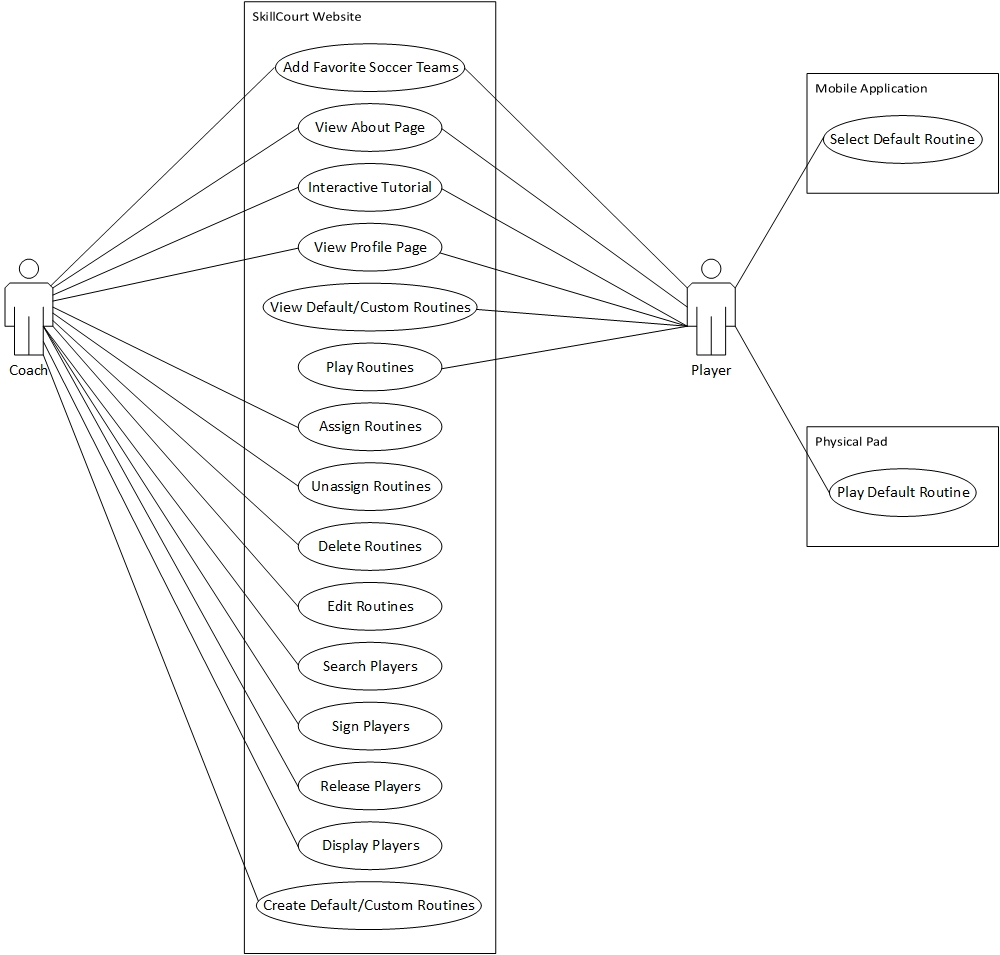 SkillCourt Website
Add Favorite Soccer Teams
View About Page
Interactive Tutorial
View Profile Page
View Default/Custom Routines
Play Routines
Assign Routines
Unassign Routines
Delete Routines
Edit Routines
Search Players
Sign Players
Release Players
Display Players
Create Default/Custom Routines
Coach
Player
Mobile Application
Select Default Routine
Physical Pad
Play Default Routine